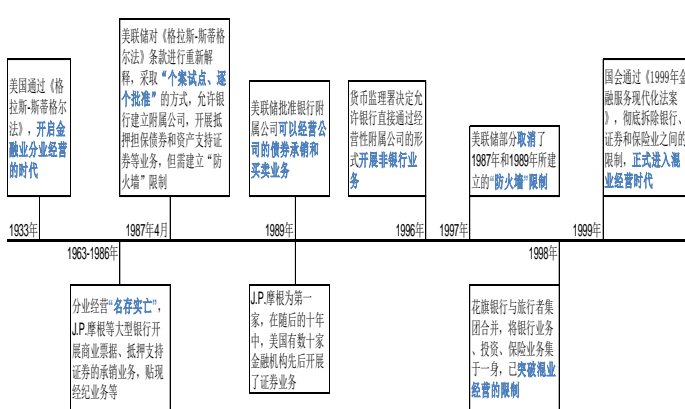 美国通过《格
拉斯-斯蒂格尔
法》，开启金
融业分业经营
的时代
美联储对《格拉斯-斯蒂格
尔法》条款进行重新解
释，采取“个案试点、逐
个批准”的方式，允许银
行建立附属公司，开展抵
押担保债券和资产支持证
券等业务，但需建立“防
火墙”限制
美联储批准银行附
属公司可以经营公
司的债券承销和
买卖业务
货币监理署决定允
许银行直接通过经
营性附属公司的形
式开展非银行业
务
美联储部分取消了
1987年和1989年所建
立的“防火墙”限制
国会通过《1999年金
融服务现代化法案
》，彻底拆除银行、
证券和保险业之间的
限制，正式进入混
业经营时代
1933年
1987年4月
1989年
1996年
1997年
1999年
1963-1986年
1998年
分业经营“名存实亡”，
J.P.摩根等大型银行开
展商业票据、抵押支持
证券的承销业务，贴现
经纪业务等
J.P.摩根为第一
家，在随后的十年
中，美国有数十家
金融机构先后开展
了证券业务
花旗银行与旅行者集
团合并，将银行业务
、投资、保险业务集
于一身，已突破混业
经营的限制